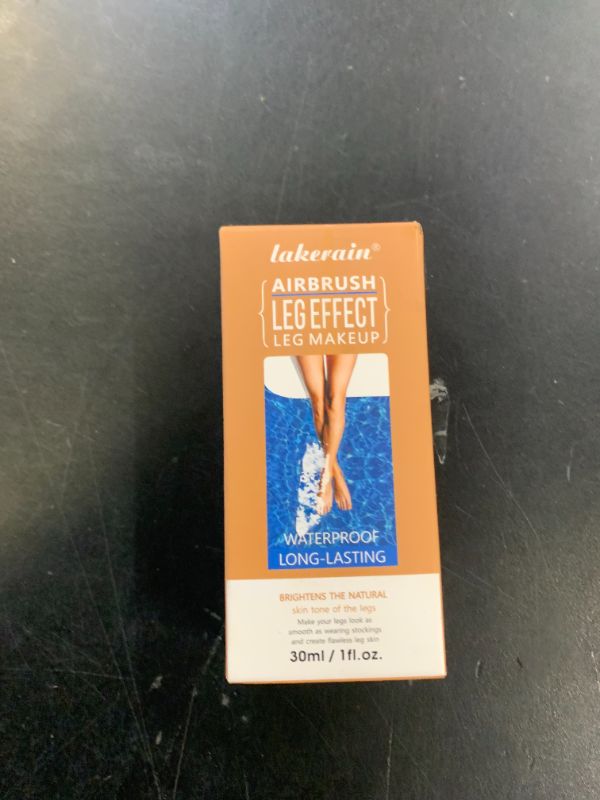 lakerain®
AIRBRUSH
LEG EFFECT
LEG MAKEUP
WATERPROOF
LONG-LASTING
BRIGHTENS THE NATURAL
skin tone of the legs
Make your legs look as
smooth as wearing stockings
and create flawless leg skin
30ml / 1fl.oz.